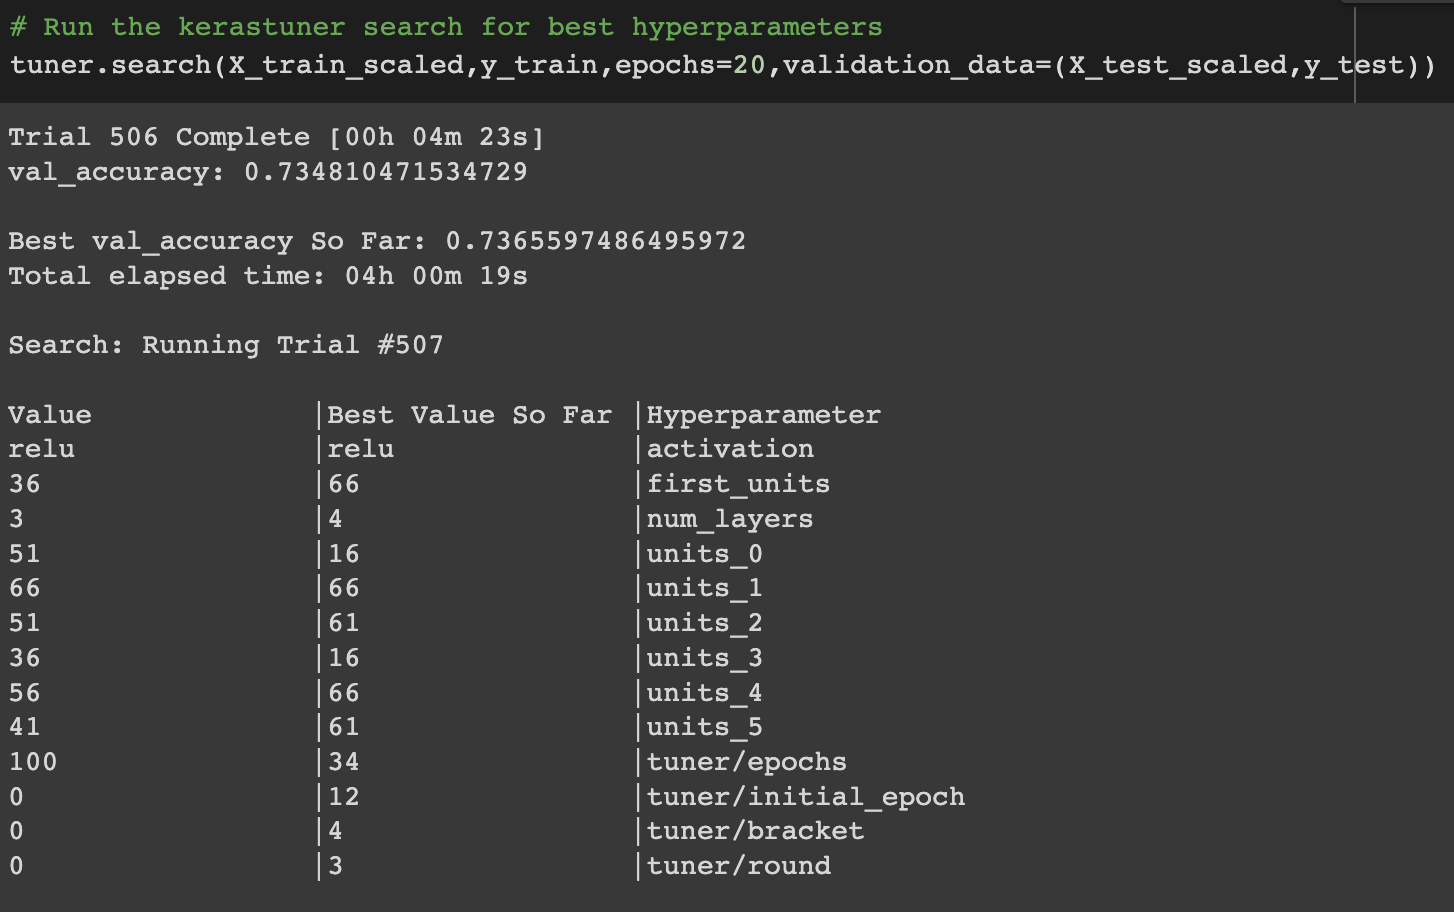 # Run the kerastuner search for best hyperparameters
tuner.search(X_train_scaled,y_train,epochs=20,validation_data=(X_test_scaled,y_test))
Trial 506 Complete [00h 04m 23s]
val_accuracy: 0.734810471534729
Best val_accuracy So Far: 0.7365597486495972
Total elapsed time: 04h 00m 19s
Search: Running Trial #507
Value |Best Value So Far |Hyperparameter
relu |relu |activation
36 |66 |first_units
3 |4 |num_layers
51 |16 |units_0
66 |66 |units_1
51 |61 |units_2
36 |16 |units_3
56 |66 |units_4
41 |61 |units_5
100 |34 |tuner/epochs
0 |12 |tuner/initial_epoch
0 |4 |tuner/bracket
0 |3 |tuner/round